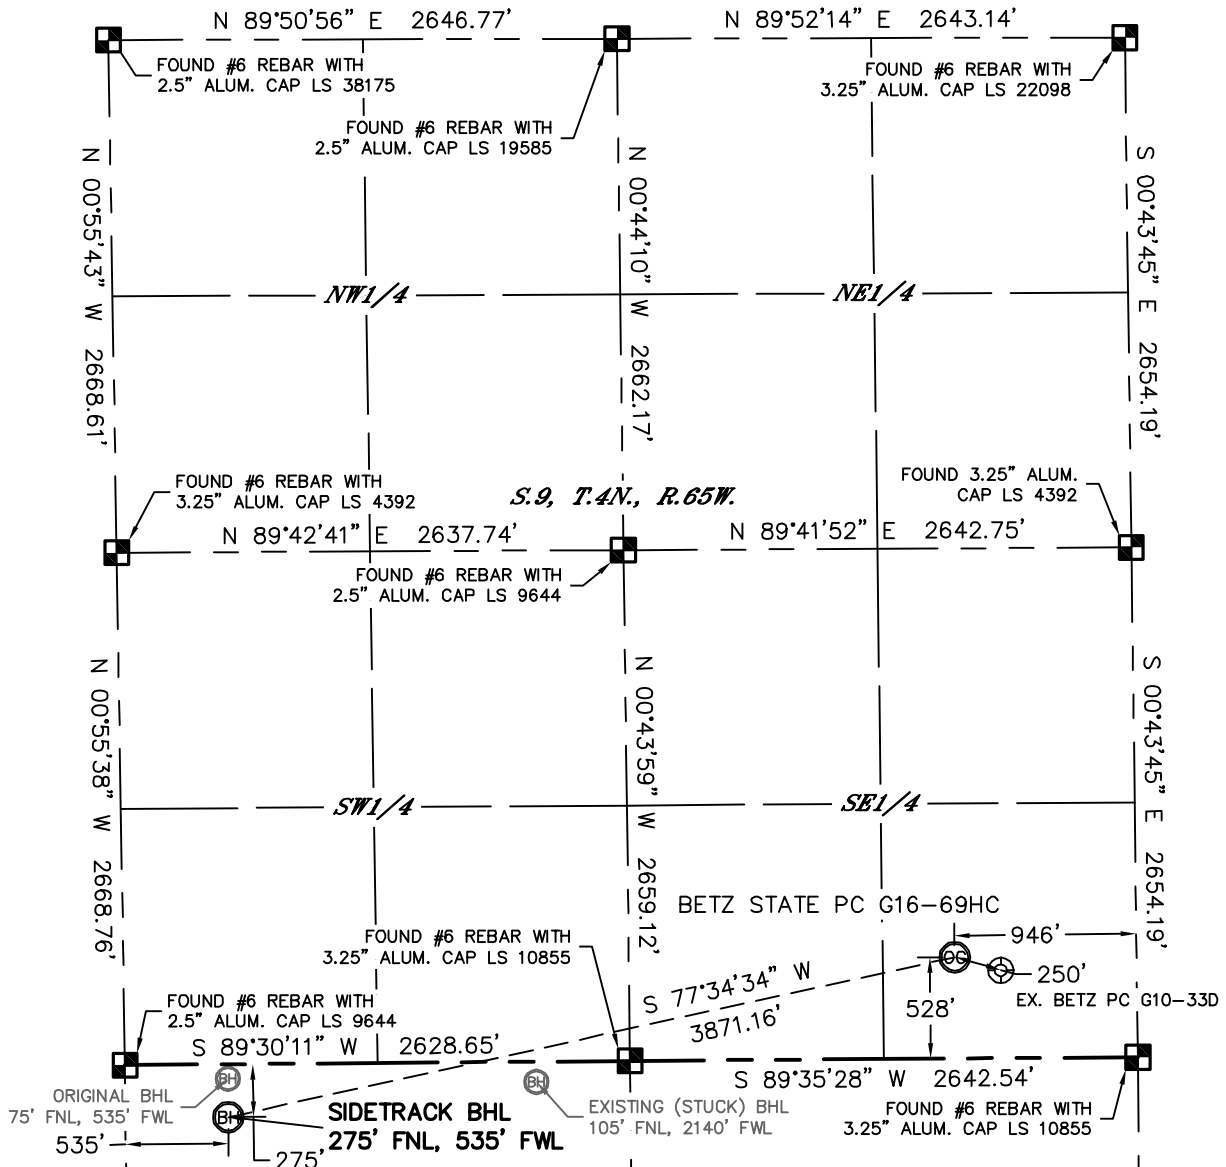 N 89°50'56" E 2646.77'
N 89°52'14" E 2643.14'
FOUND #6 REBAR WITH
2.5" ALUM. CAP LS 38175
FOUND #6 REBAR WITH
3.25" ALUM. CAP LS 22098
FOUND #6 REBAR WITH
2.5" ALUM. CAP LS 19585
N 00°55'43" W 2668.61'
N 00°44'10" W 2662.17'
S 00°43'45" E 2654.19'
NW1/4
NE1/4
FOUND #6 REBAR WITH
3.25" ALUM. CAP LS 4392
S.9, T.4N., R.65W.
FOUND 3.25" ALUM.
CAP LS 4392
N 89°42'41" E 2637.74'
N 89°41'52" E 2642.75'
FOUND #6 REBAR WITH
2.5" ALUM. CAP LS 9644
N 00°55'38" W 2668.76'
N 00°43'59" W 2659.12'
S 00°43'45" E 2654.19'
SW1/4
SE1/4
BETZ STATE PC G16-69HC
FOUND #6 REBAR WITH
3.25" ALUM. CAP LS 10855
946'
OG
250'
EX. BETZ PC G10-33D
528'
S 77°34'34" W
3871.16'
FOUND #6 REBAR WITH
2.5" ALUM. CAP LS 9644
S 89°30'11" W 2628.65'
S 89°35'28" W 2642.54'
BH
ORIGINAL BHL
75' FNL, 535' FWL
BH
EXISTING (STUCK) BHL
105' FNL, 2140' FWL
FOUND #6 REBAR WITH
3.25" ALUM. CAP LS 10855
BH
SIDETRACK BHL
275' FNL, 535' FWL
535'
275'